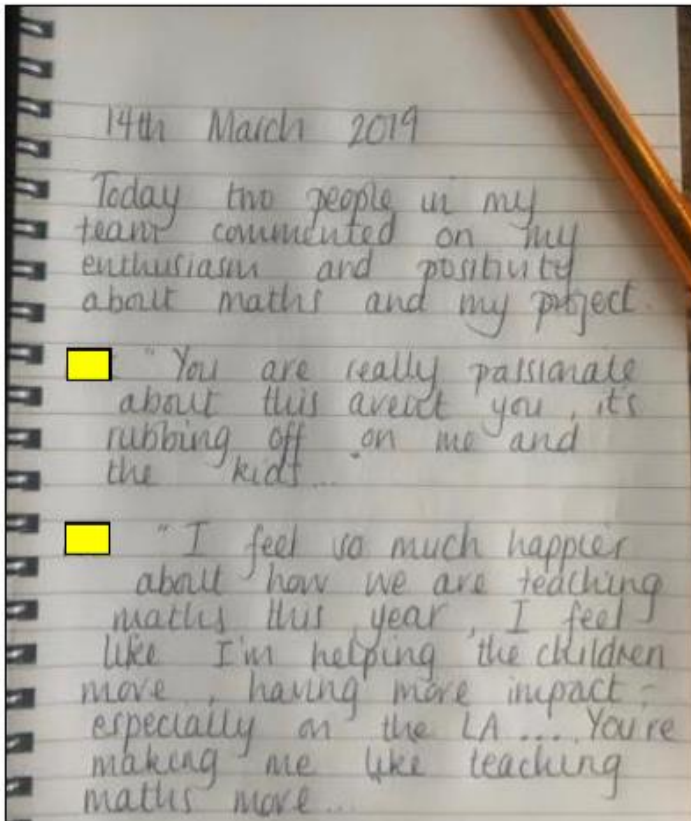 14th March 2019
Today two people in my
team commented on my
enthusiasm and positivity
about maths and my project.
"You are really passionate
about this arent you, its
rubbing off on me and
the kids...
"I feel so much happier
about how we are teaching
maths this year, I feel
like I'm helping the children
more, having more impact -
especially on the LA .... You're
making me like teaching
maths more...